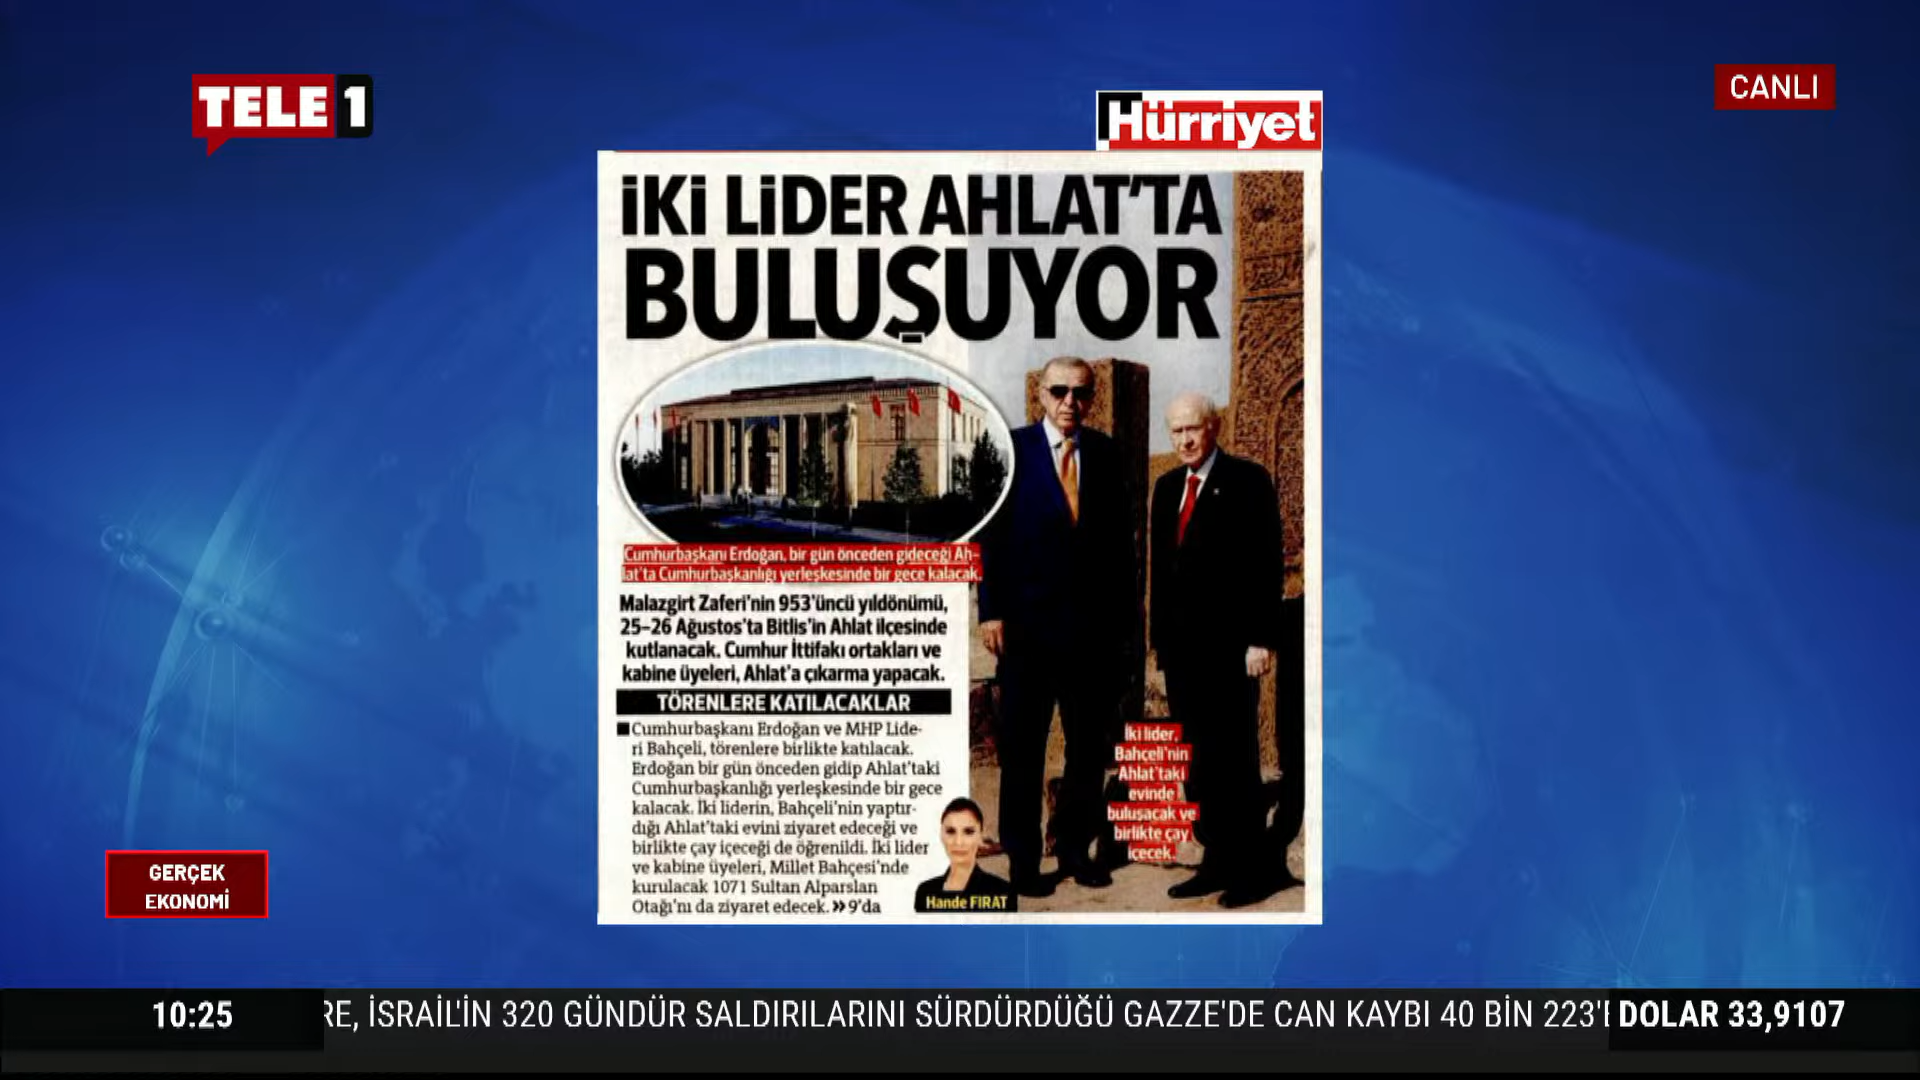 TELE 1
CANLI
Hürriyet
İKİ LİDER AHLAT'TA
BULUŞUYOR
Cumhurbaşkanı Erdoğan, bir gün önceden gideceği Ah-
lat'ta Cumhurbaşkanlığı yerleşkesinde bir gece kalacak.
Malazgirt Zaferi'nin 953'üncü yıldönümü,
25-26 Ağustos'ta Bitlis'in Ahlat ilçesinde
kutlanacak. Cumhur İttifakı ortakları ve
kabine üyeleri, Ahlat'a çıkarma yapacak.
TÖRENLERE KATILACAKLAR
■Cumhurbaşkanı Erdoğan ve MHP Lide-
ri Bahçeli, törenlere birlikte katılacak.
Erdoğan bir gün önceden gidip Ahlat'taki
Cumhurbaşkanlığı yerleşkesinde bir gece
kalacak. İki liderin, Bahçeli'nin yaptır-
dığı Ahlat'taki evini ziyaret edeceği ve
birlikte çay içeceği de öğrenildi. İki lider
ve kabine üyeleri, Millet Bahçesi'nde
kurulacak 1071 Sultan Alparslan
Otağı'nı da ziyaret edecek. » 9'da
Hande FIRAT
İki lider,
Bahçeli'nin
Ahlat'taki
evinde
buluşacak ve
birlikte çay
içecek.
GERÇEK
EKONOMİ
10:25
RE, İSRAİL'İN 320 GÜNDÜR SALDIRILARINI SÜRDÜRDÜĞÜ GAZZE'DE CAN KAYBI 40 BİN 223'E
DOLAR 33,9107